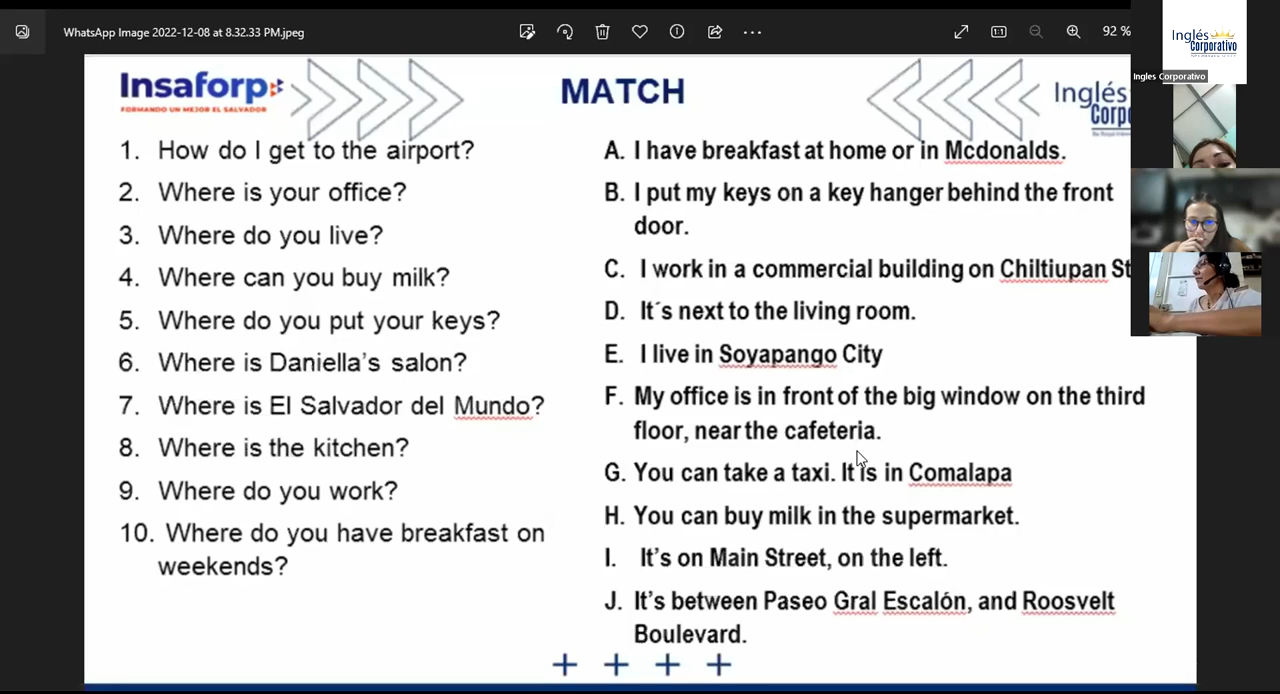 WhatsApp Image 2022-12-08 at 8.32.33 PM.jpeg
92 %
Inglés
Corporativo
Ingles Corporativo
Insaforp
FORMANDO UN MEJOR EL SALVADOR
MATCH
Inglés
Corpo
1. How do I get to the airport?
2. Where is your office?
3. Where do you live?
4. Where can you buy milk?
5. Where do you put your keys?
6. Where is Daniella’s salon?
7. Where is El Salvador del Mundo?
8. Where is the kitchen?
9. Where do you work?
10. Where do you have breakfast on
weekends?
A. I have breakfast at home or in Mcdonalds.
B. I put my keys on a key hanger behind the front
door.
C. I work in a commercial building on Chiltiupan St
D. It´s next to the living room.
E. I live in Soyapango City
F. My office is in front of the big window on the third
floor, near the cafeteria.
G. You can take a taxi. It is in Comalapa
H. You can buy milk in the supermarket.
I. It’s on Main Street, on the left.
J. It’s between Paseo Gral Escalón, and Roosvelt
Boulevard.